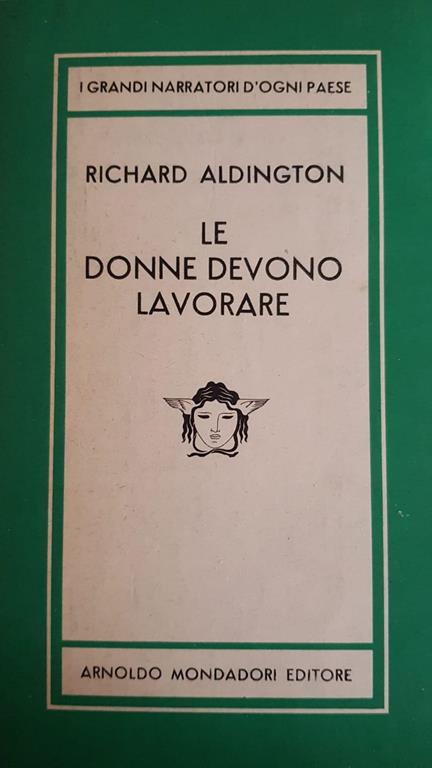 I GRANDI NARRATORI D'OGNI PAESE
RICHARD ALDINGTON
LE
DONNE DEVONO
LAVORARE
ARNOLDO MONDADORI EDITORE